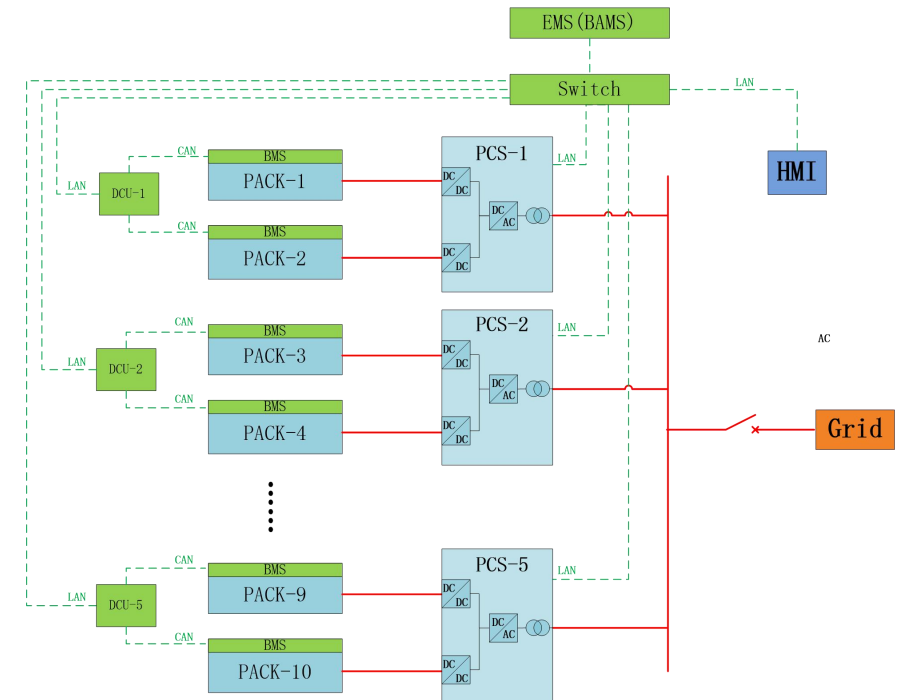 EMS(BAMS)
Switch
LAN
HMI
CAN
BMS
PACK-1
LAN
DCU-1
CAN
BMS
PACK-2
PCS-1
LAN
DC
DC
DC
AC
DC
DC
CAN
BMS
PACK-3
LAN
DCU-2
CAN
BMS
PACK-4
PCS-2
LAN
DC
DC
DC
AC
DC
DC
AC
Grid
CAN
BMS
PACK-9
LAN
DCU-5
CAN
BMS
PACK-10
PCS-5
LAN
DC
DC
DC
AC
DC
DC